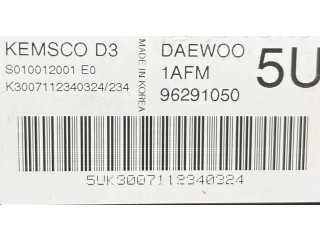 KEMSCO D3
S010012001 E0
K3007112340324/234
MADE IN KOREA
DAEWOO
1AFM
96291050
5U
5UK3007112340324